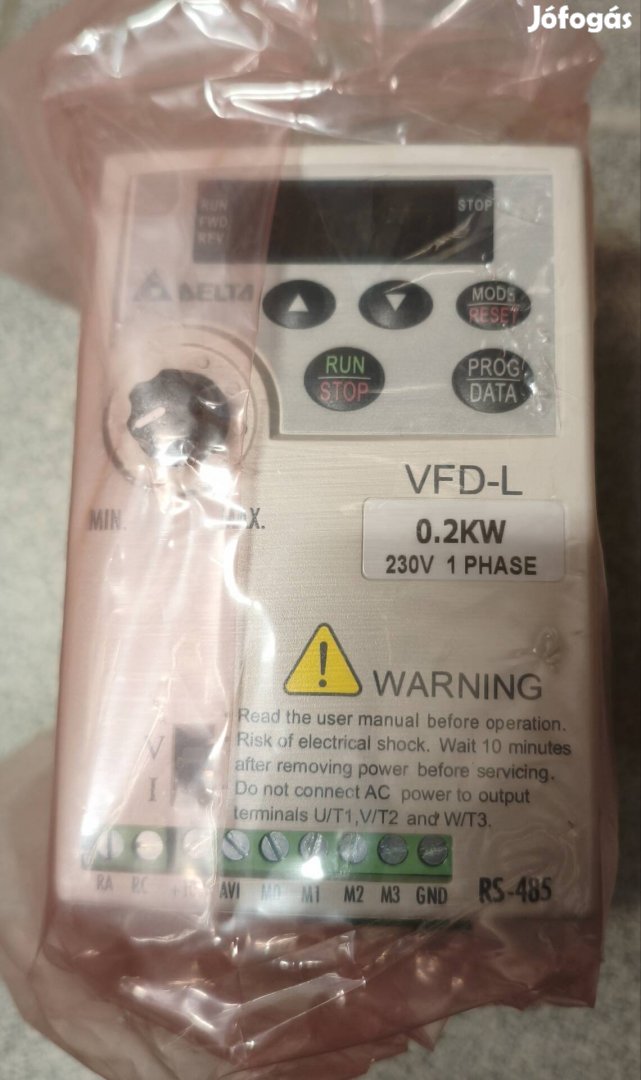 Jófogás
RUN
FWD
REV
STOP
DELTA
MODE
RESET
RUN
STOP
PROG
DATA
VFD-L
MIN.
MAX.
0.2KW
230V 1 PHASE
WARNING
Read the user manual before operation.
Risk of electrical shock. Wait 10 minutes
after removing power before servicing.
Do not connect AC power to output
terminals U/T1,V/T2 and W/T3.
V
I
RA RC AVI M0 M1 M2 M3 GND RS-485